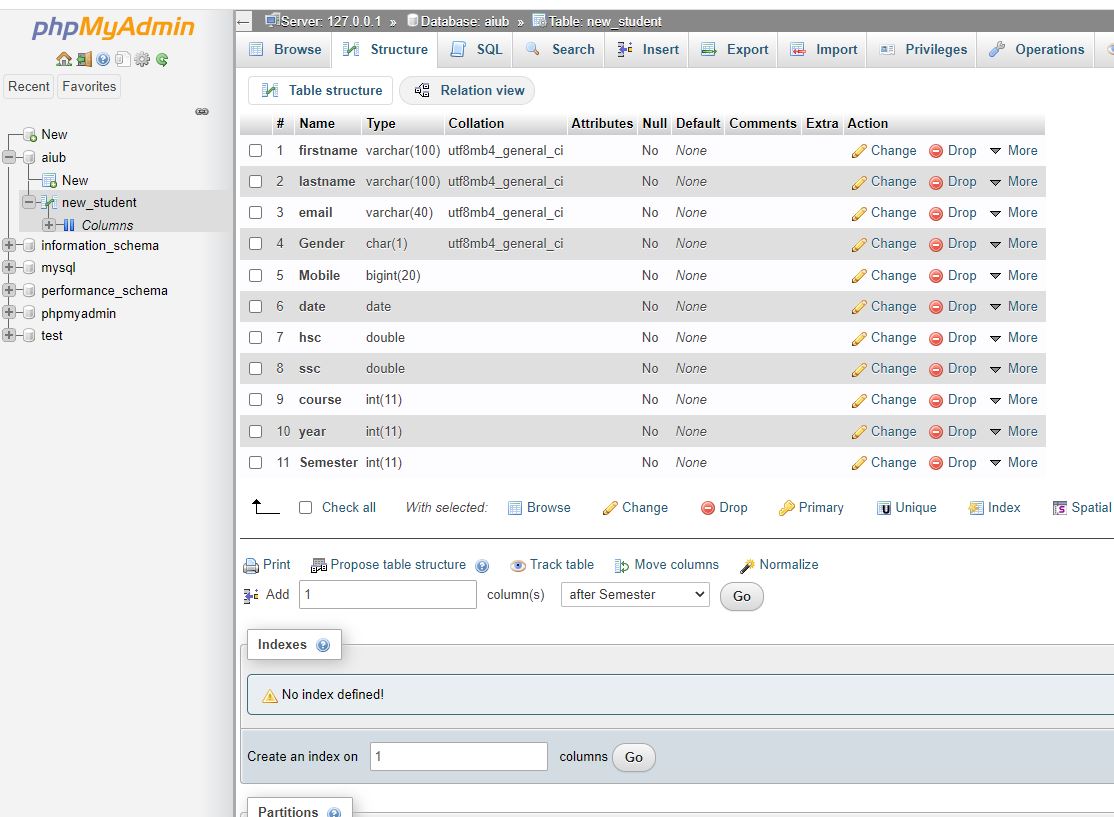 phpMyAdmin
Recent Favorites
New
aiub
New
new_student
Columns
information_schema
mysql
performance_schema
phpmyadmin
test
← Server: 127.0.0.1 » Database: aiub » Table: new_student
Browse Structure SQL Search Insert Export Import Privileges Operations
Table structure Relation view
# Name Type Collation Attributes Null Default Comments Extra Action
1 firstname varchar(100) utf8mb4_general_ci No None Change Drop More
2 lastname varchar(100) utf8mb4_general_ci No None Change Drop More
3 email varchar(40) utf8mb4_general_ci No None Change Drop More
4 Gender char(1) utf8mb4_general_ci No None Change Drop More
5 Mobile bigint(20) No None Change Drop More
6 date date No None Change Drop More
7 hsc double No None Change Drop More
8 ssc double No None Change Drop More
9 course int(11) No None Change Drop More
10 year int(11) No None Change Drop More
11 Semester int(11) No None Change Drop More
Check all With selected: Browse Change Drop Primary Unique Index Spatial
Print Propose table structure Track table Move columns Normalize
Add 1 column(s) after Semester Go
Indexes
No index defined!
Create an index on 1 columns Go
Partitions